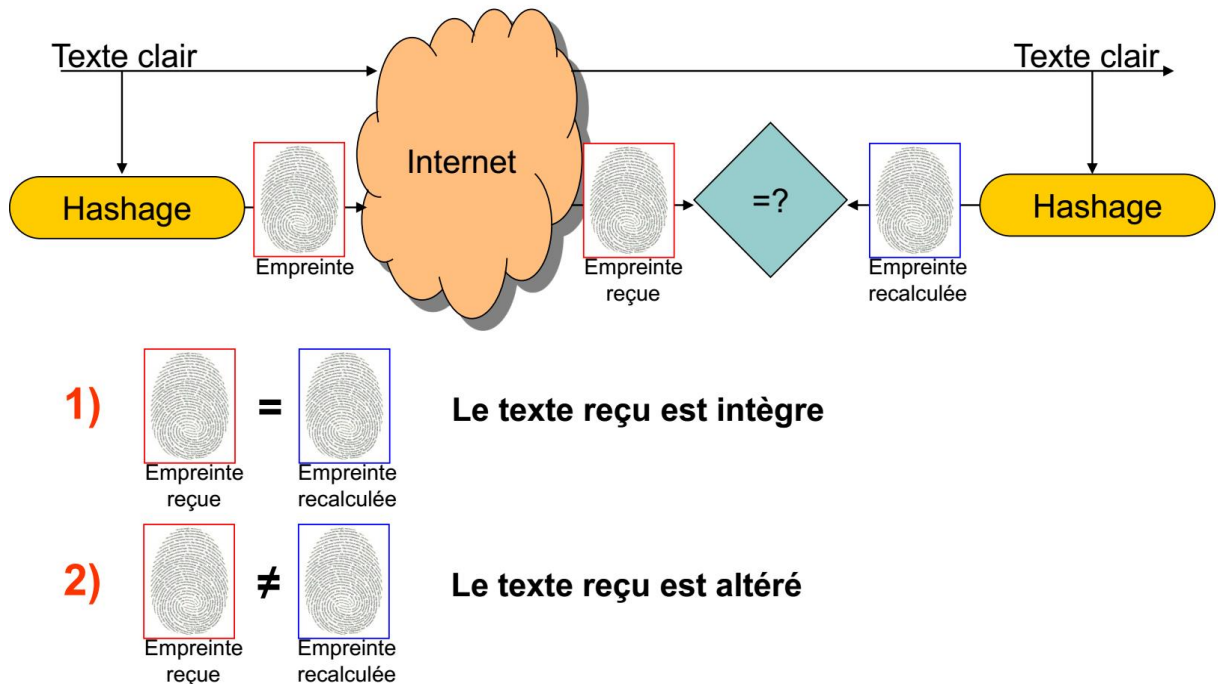 Texte clair
Texte clair
Internet
Hashage
=?
Hashage
Empreinte
Empreinte
reçue
Empreinte
recalculée
1)
=
Le texte reçu est intègre
Empreinte
reçue
Empreinte
recalculée
2)
≠
Le texte reçu est altéré
Empreinte
reçue
Empreinte
recalculée